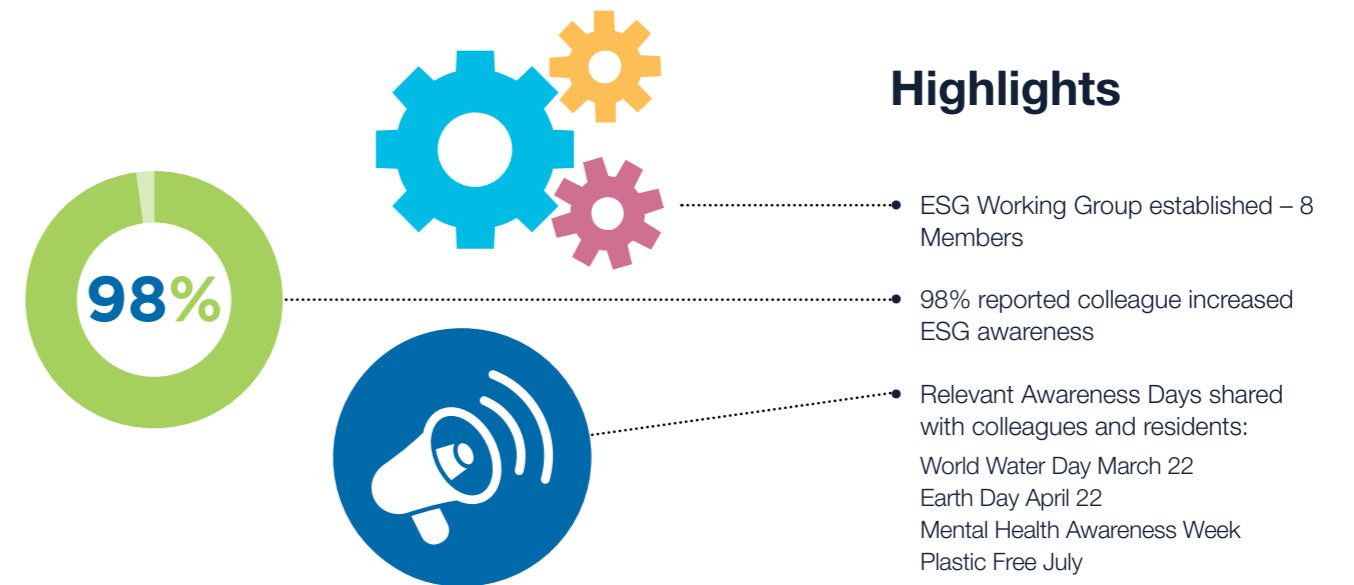 Highlights
98%
ESG Working Group established – 8
Members
98% reported colleague increased
ESG awareness
Relevant Awareness Days shared
with colleagues and residents:
World Water Day March 22
Earth Day April 22
Mental Health Awareness Week
Plastic Free July